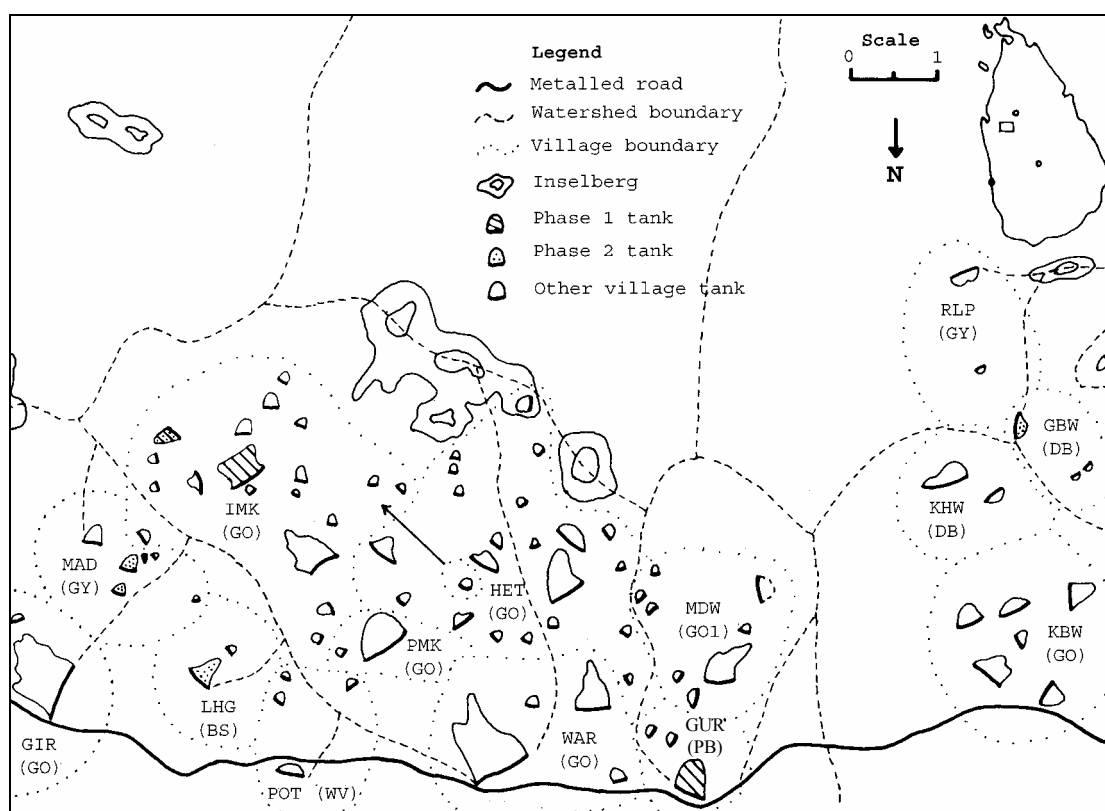 Legend
Metalled road
Watershed boundary
Village boundary
Inselberg
Phase 1 tank
Phase 2 tank
Other village tank
Scale
0 1
N
RLP
(GY)
GBW
(DB)
KHW
(DB)
KBW
(GO)
IMK
(GO)
MAD
(GY)
HET
(GO)
PMK
(GO)
MDW
(GO1)
LHG
(BS)
GIR
(GO)
WAR
(GO)
GUR
(PB)
POT (WV)